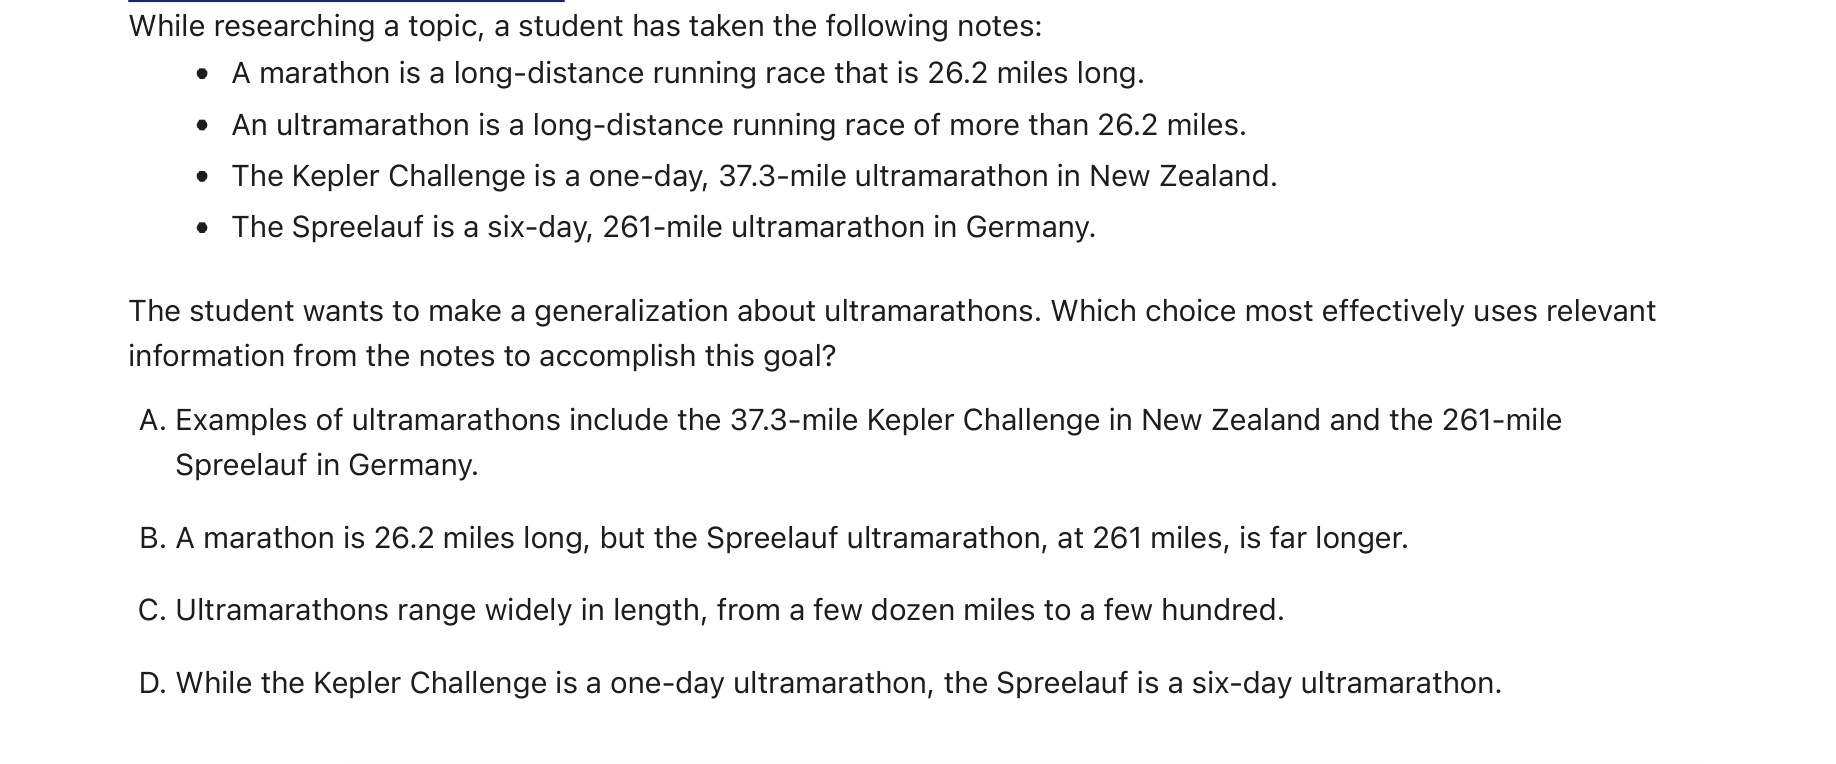 While researching a topic, a student has taken the following notes:
• A marathon is a long-distance running race that is 26.2 miles long.
• An ultramarathon is a long-distance running race of more than 26.2 miles.
• The Kepler Challenge is a one-day, 37.3-mile ultramarathon in New Zealand.
• The Spreelauf is a six-day, 261-mile ultramarathon in Germany.
The student wants to make a generalization about ultramarathons. Which choice most effectively uses relevant
information from the notes to accomplish this goal?
A. Examples of ultramarathons include the 37.3-mile Kepler Challenge in New Zealand and the 261-mile
Spreelauf in Germany.
B. A marathon is 26.2 miles long, but the Spreelauf ultramarathon, at 261 miles, is far longer.
C. Ultramarathons range widely in length, from a few dozen miles to a few hundred.
D. While the Kepler Challenge is a one-day ultramarathon, the Spreelauf is a six-day ultramarathon.